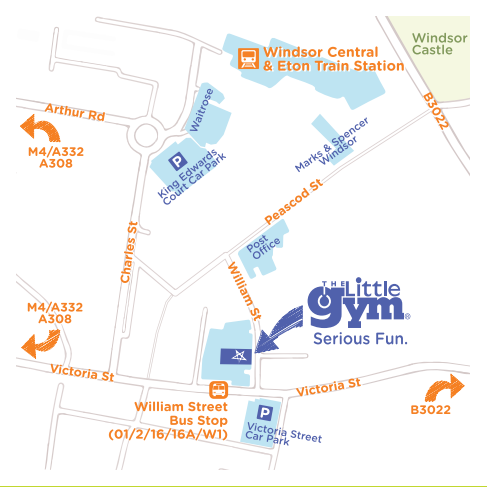 Windsor
Castle
Windsor Central
& Eton Train Station
B3022
Arthur Rd
Waitrose
M4/A332
A308
P
King Edwards
Court Car Park
Marks & Spencer
Windsor
Peascod St
Charles St
Post
Office
William St
THE Little
gym®
Serious Fun.
M4/A332
A308
Victoria St
Victoria St
B3022
William Street
Bus Stop
(01/2/16/16A/W1)
P
Victoria Street
Car Park